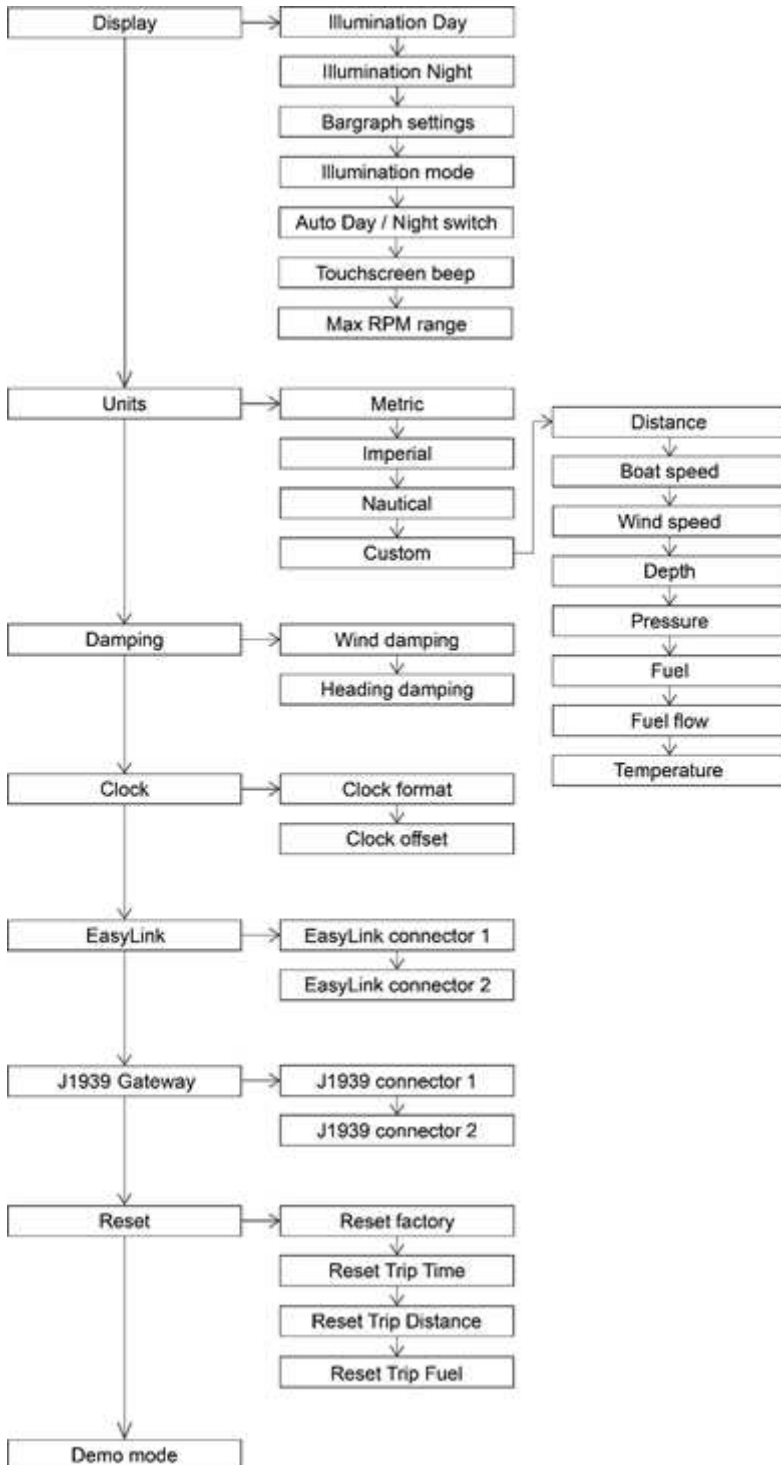 Display
Illumination Day
Illumination Night
Bargraph settings
Illumination mode
Auto Day / Night switch
Touchscreen beep
Max RPM range
Units
Metric
Imperial
Nautical
Custom
Distance
Boat speed
Wind speed
Depth
Pressure
Fuel
Fuel flow
Temperature
Damping
Wind damping
Heading damping
Clock
Clock format
Clock offset
EasyLink
EasyLink connector 1
EasyLink connector 2
J1939 Gateway
J1939 connector 1
J1939 connector 2
Reset
Reset factory
Reset Trip Time
Reset Trip Distance
Reset Trip Fuel
Demo mode